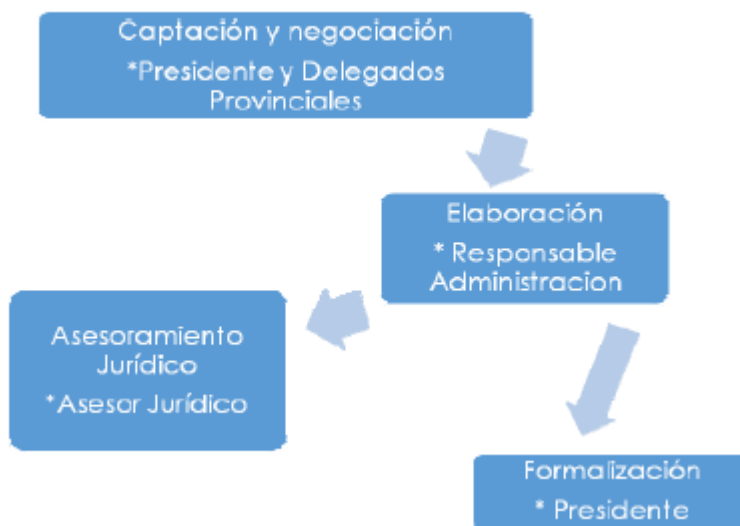 Captación y negociación
*Presidente y Delegados
Provinciales
Elaboración
* Responsable
Administracion
Asesoramiento
Jurídico
*Asesor Jurídico
Formalización
* Presidente